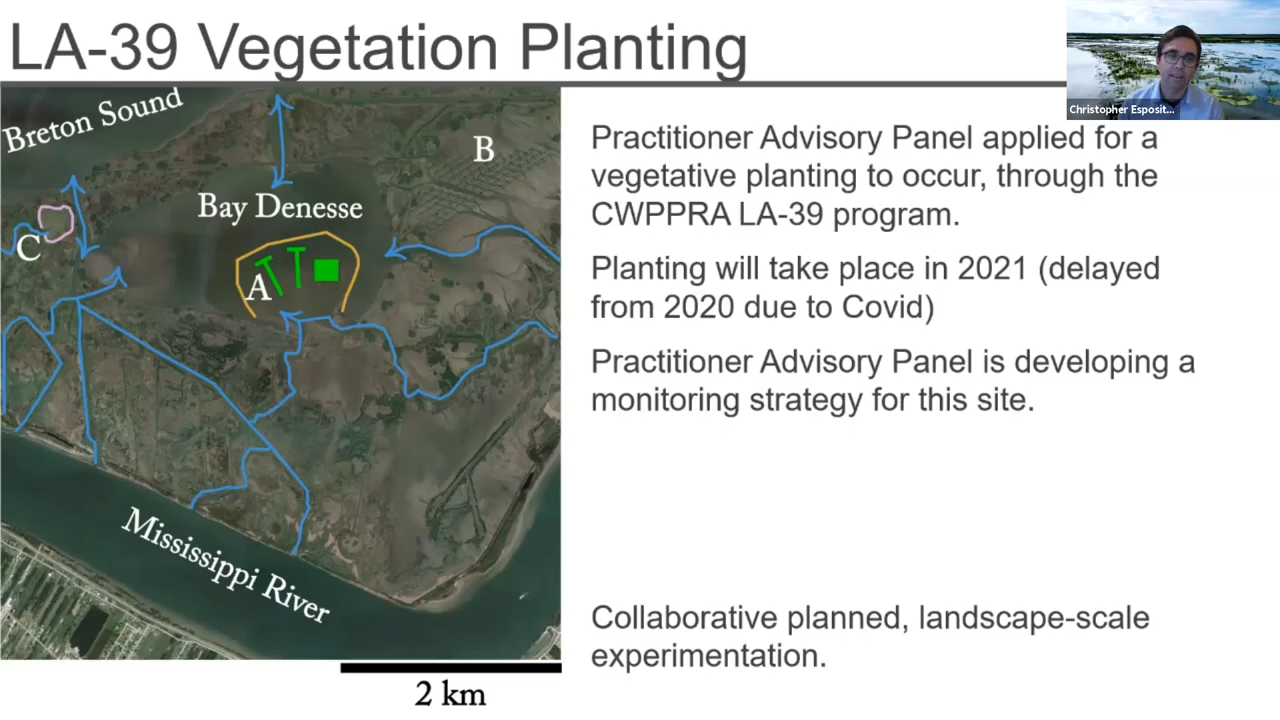 LA-39 Vegetation Planting
Christopher Esposit...
Breton Sound
B
Bay Denesse
C
A
Mississippi River
2 km
Practitioner Advisory Panel applied for a
vegetative planting to occur, through the
CWPPRA LA-39 program.
Planting will take place in 2021 (delayed
from 2020 due to Covid)
Practitioner Advisory Panel is developing a
monitoring strategy for this site.
Collaborative planned, landscape-scale
experimentation.